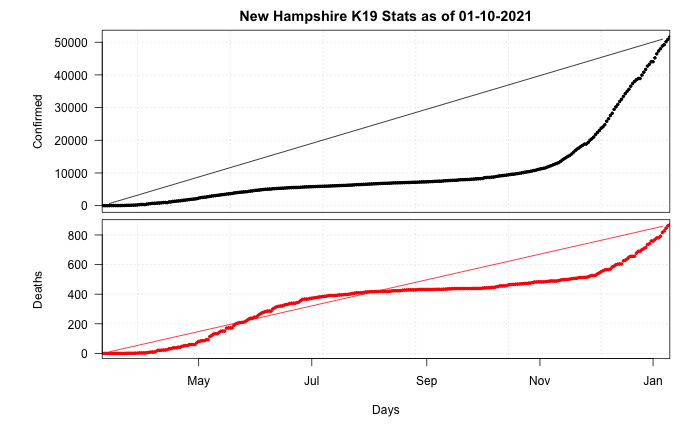 New Hampshire K19 Stats as of 01-10-2021
50000
40000
30000
20000
10000
0
Confirmed
800
600
400
200
0
Deaths
May Jul Sep Nov Jan
Days